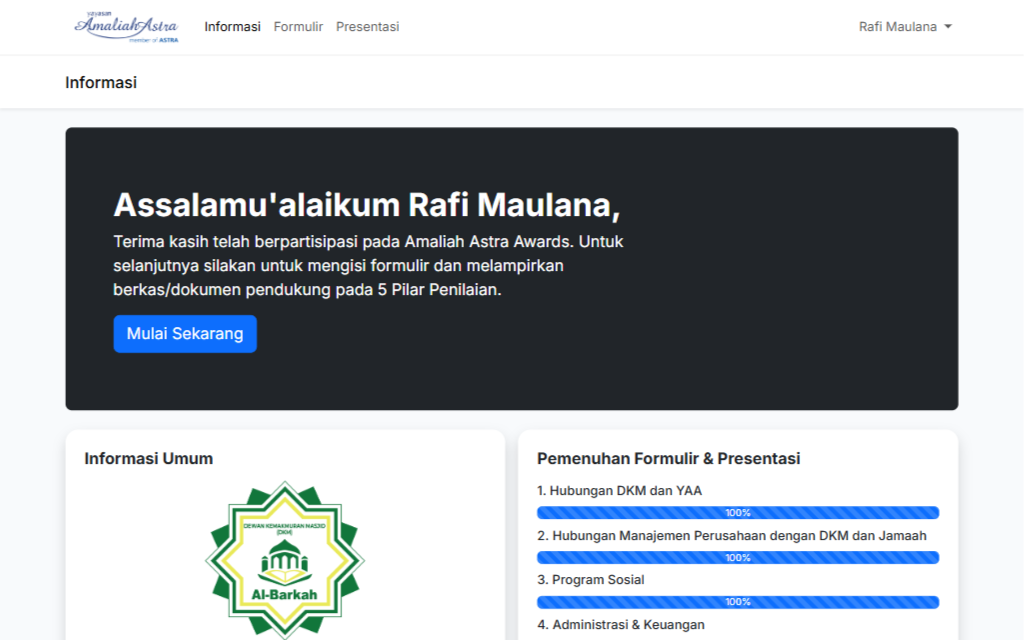 yayasan
AmaliahAstra
member of ASTRA
Informasi
Formulir
Presentasi
Rafi Maulana
Informasi
Assalamu'alaikum Rafi Maulana,
Terima kasih telah berpartisipasi pada Amaliah Astra Awards. Untuk
selanjutnya silakan untuk mengisi formulir dan melampirkan
berkas/dokumen pendukung pada 5 Pilar Penilaian.
Mulai Sekarang
Informasi Umum
DEWAN KEMAKMURAN MASJID
(DKM)
Al-Barkah
Pemenuhan Formulir & Presentasi
1. Hubungan DKM dan YAA
100%
2. Hubungan Manajemen Perusahaan dengan DKM dan Jamaah
100%
3. Program Sosial
100%
4. Administrasi & Keuangan